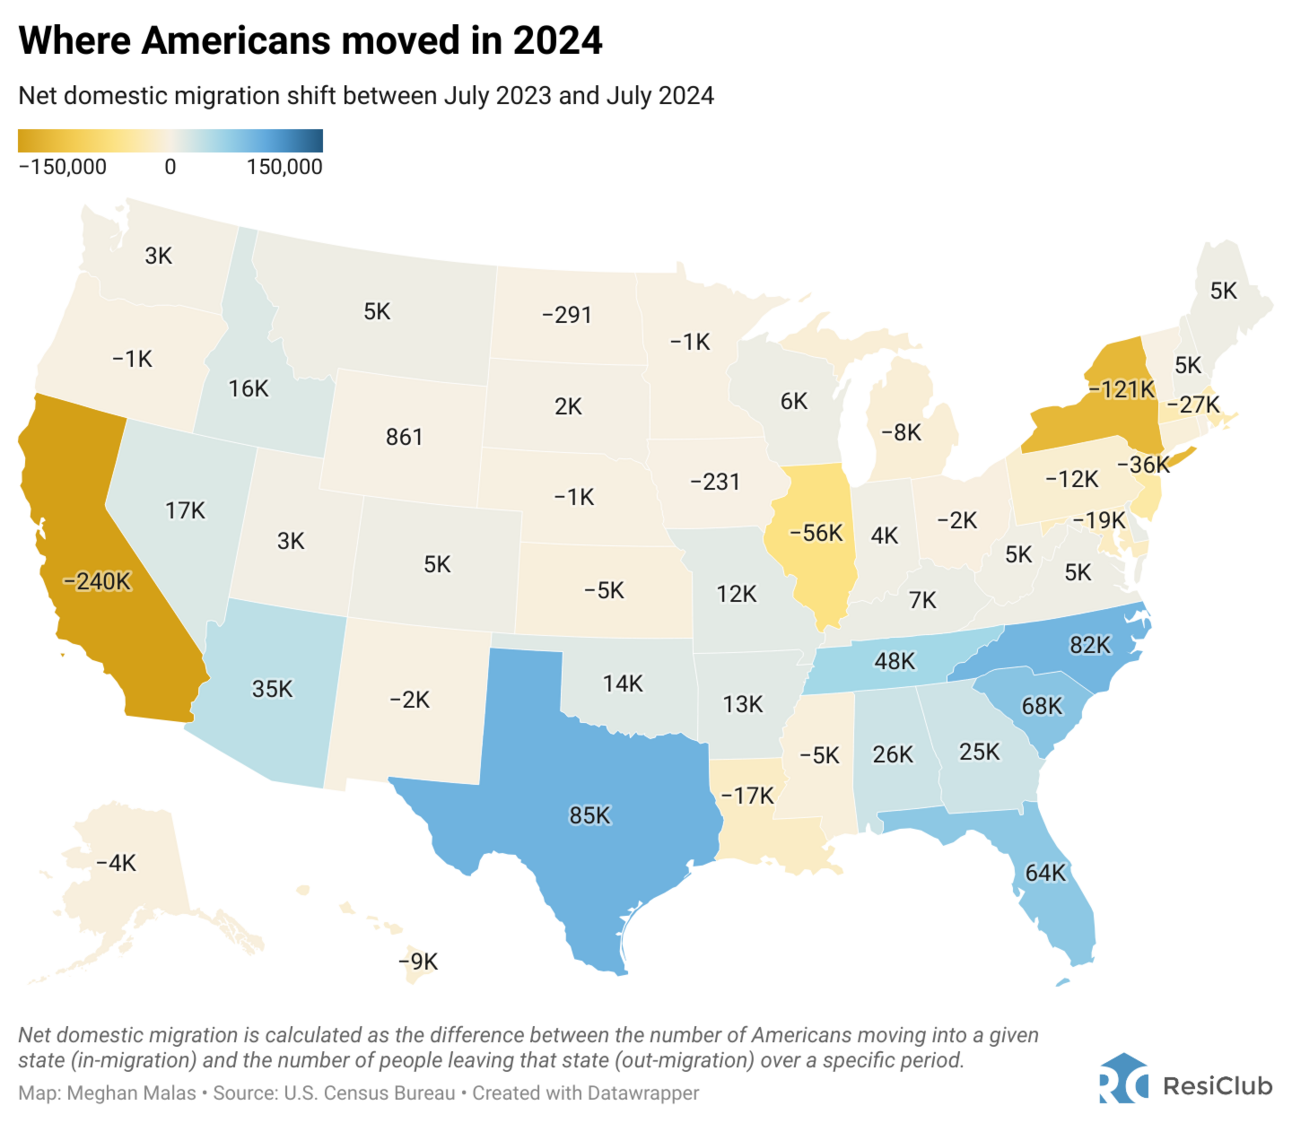 Where Americans moved in 2024
Net domestic migration shift between July 2023 and July 2024
−150,000 0 150,000
3K
5K
−291
−1K
5K
−1K
16K
861
2K
6K
−8K
−121K
5K
−27K
−36K
17K
3K
5K
−1K
−231
−56K
4K
−2K
−12K
−19K
5K
5K
−240K
−5K
12K
7K
35K
−2K
14K
13K
48K
82K
68K
85K
−17K
−5K
26K
25K
64K
−4K
−9K
Net domestic migration is calculated as the difference between the number of Americans moving into a given
state (in-migration) and the number of people leaving that state (out-migration) over a specific period.
Map: Meghan Malas • Source: U.S. Census Bureau • Created with Datawrapper
RC ResiClub